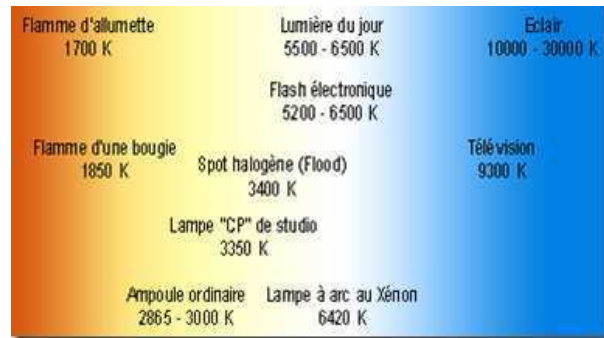 Flamme d'allumette
1700 K
Lumière du jour
5500 - 6500 K
Eclair
10000 - 30000 K
Flash électronique
5200 - 6500 K
Flamme d'une bougie
1850 K
Spot halogène (Flood)
3400 K
Télévision
9300 K
Lampe "CP" de studio
3350 K
Ampoule ordinaire
2865 - 3000 K
Lampe à arc au Xénon
6420 K